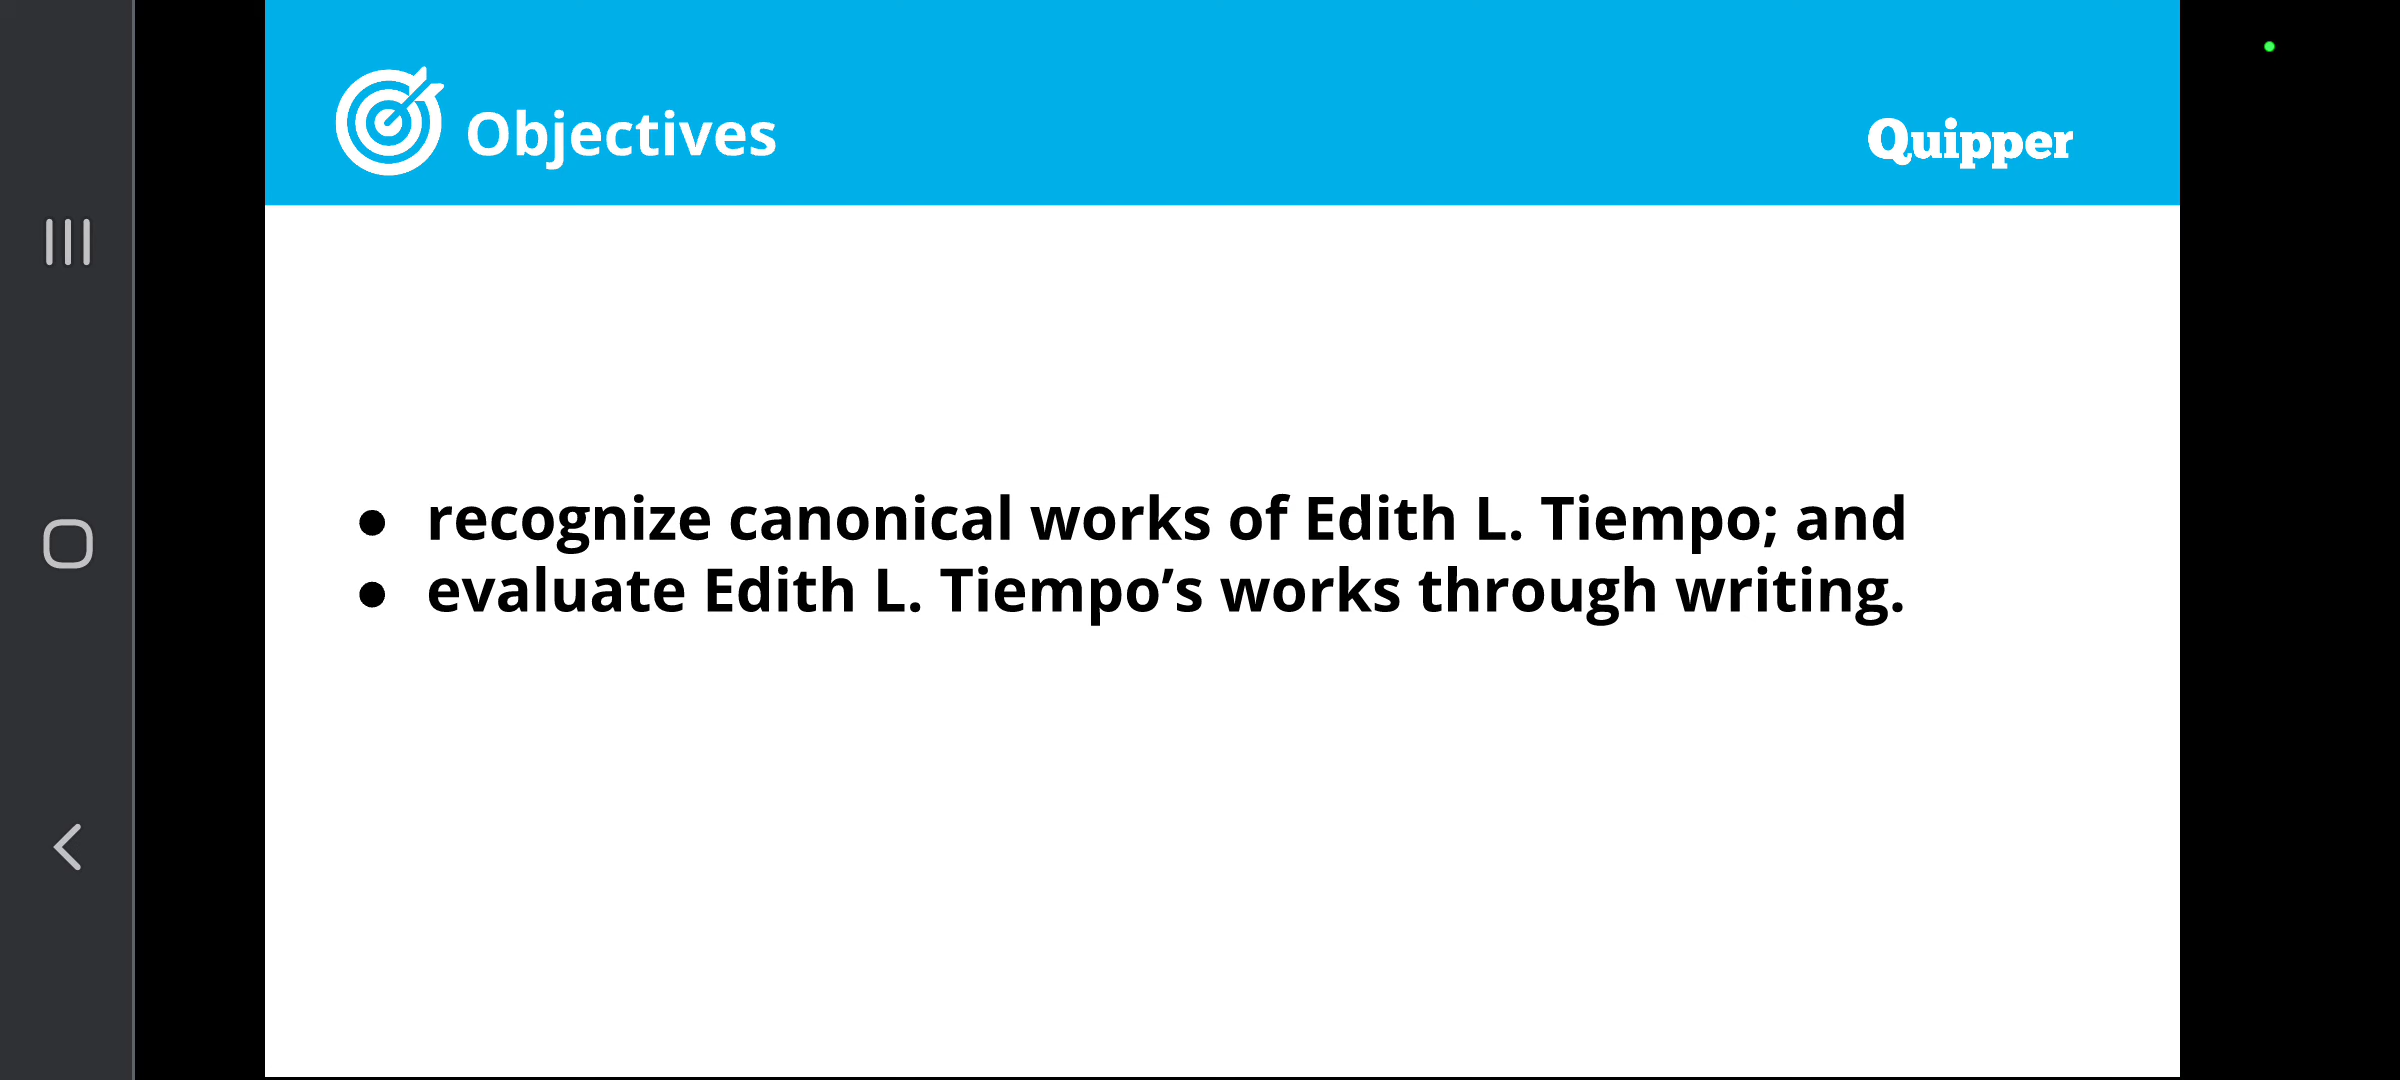 Objectives
Quipper
● recognize canonical works of Edith L. Tiempo; and
● evaluate Edith L. Tiempo’s works through writing.